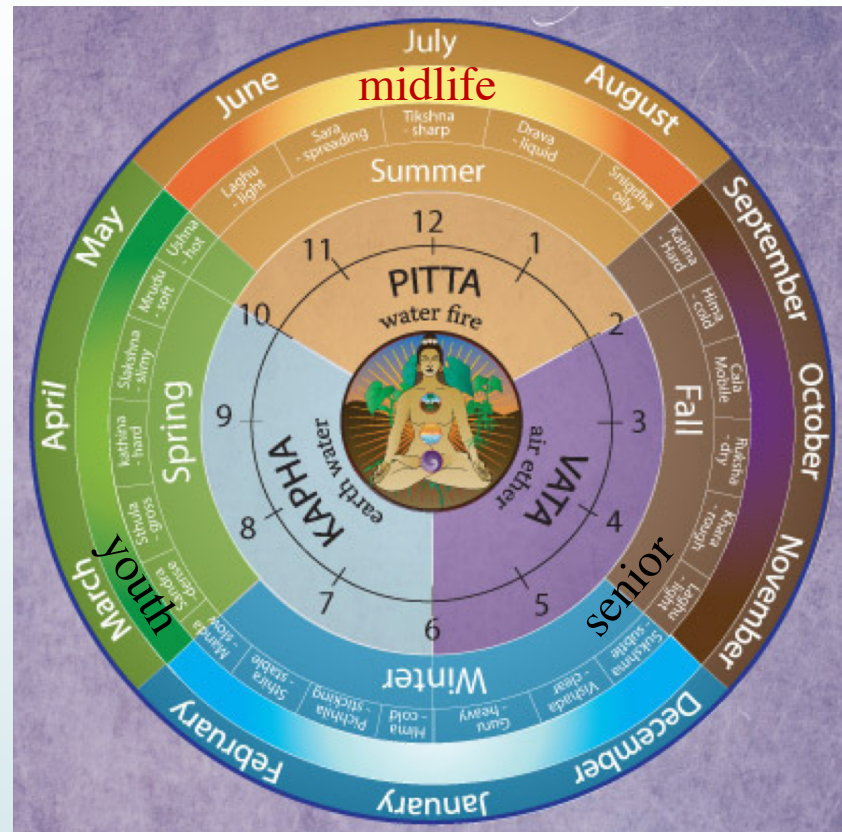 July
August
September
October
November
December
January
February
March
April
May
June
midlife
senior
youth
Laghu
- light
Sara
- spreading
Tikshna
- sharp
Drava
- liquid
Snigdha
- oily
Katina
- Hard
Hima
- cold
Cala
Mobile
Ruksha
- dry
Khara
- rough
Laghu
- light
Sukshma
- subtle
Vishada
- clear
Guru -
heavy
Hima
- cold
Pichhila
- sticking
Sthira
- stable
Manda
- slow
Sandra
- dense
Sthula
- gross
kathina
- hard
Slakshna
- slimy
Mrudu
- soft
Ushna
- hot
Summer
Fall
Winter
Spring
12
1
2
3
4
5
6
7
8
9
10
11
PITTA
water fire
VATA
air ether
KAPHA
earth water